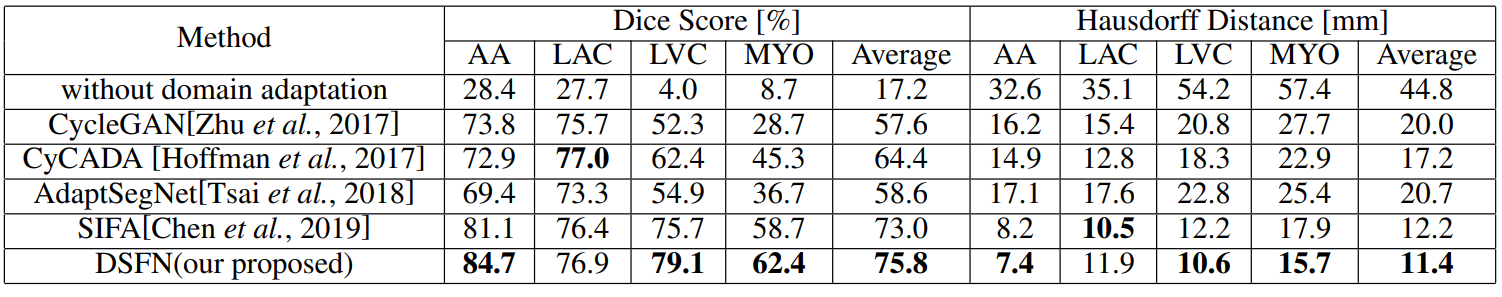 Method Dice Score [%] Hausdorff Distance [mm]
AA LAC LVC MYO Average AA LAC LVC MYO Average
without domain adaptation 28.4 27.7 4.0 8.7 17.2 32.6 35.1 54.2 57.4 44.8
CycleGAN[Zhu et al., 2017] 73.8 75.7 52.3 28.7 57.6 16.2 15.4 20.8 27.7 20.0
CyCADA [Hoffman et al., 2017] 72.9 77.0 62.4 45.3 64.4 14.9 12.8 18.3 22.9 17.2
AdaptSegNet[Tsai et al., 2018] 69.4 73.3 54.9 36.7 58.6 17.1 17.6 22.8 25.4 20.7
SIFA[Chen et al., 2019] 81.1 76.4 75.7 58.7 73.0 8.2 10.5 12.2 17.9 12.2
DSFN(our proposed) 84.7 76.9 79.1 62.4 75.8 7.4 11.9 10.6 15.7 11.4